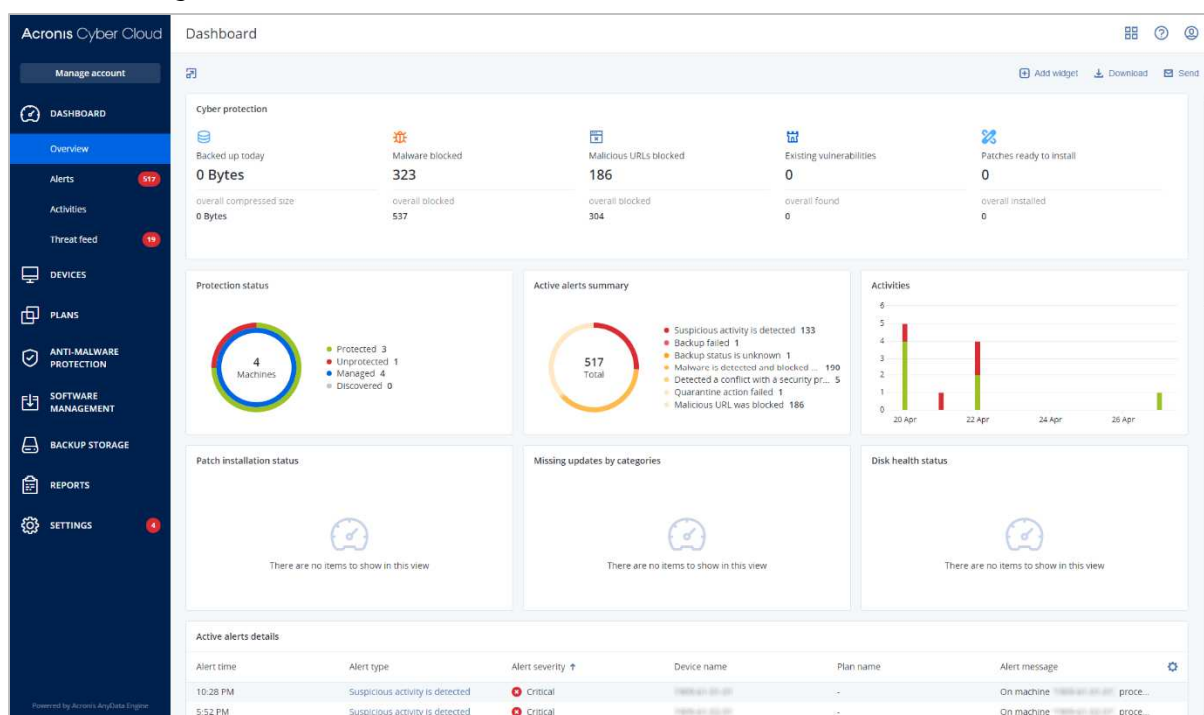 Acronis Cyber Cloud
Manage account
DASHBOARD
Overview
Alerts 517
Activities
Threat feed 19
DEVICES
PLANS
ANTI-MALWARE
PROTECTION
SOFTWARE
MANAGEMENT
BACKUP STORAGE
REPORTS
SETTINGS 4
Powered by Acronis AnyData Engine
Dashboard
Add widget Download Send
Cyber protection
Backed up today Malware blocked Malicious URLs blocked Existing vulnerabilities Patches ready to install
0 Bytes 323 186 0 0
overall compressed size overall blocked overall blocked overall found overall installed
0 Bytes 537 304 0 0
Protection status
4
Machines
Protected 3
Unprotected 1
Managed 4
Discovered 0
Active alerts summary
517
Total
Suspicious activity is detected 133
Backup failed 1
Backup status is unknown 1
Malware is detected and blocked ... 190
Detected a conflict with a security pr... 5
Quarantine action failed 1
Malicious URL was blocked 186
Activities
6
5
4
3
2
1
0
20 Apr 22 Apr 24 Apr 26 Apr
Patch installation status
There are no items to show in this view
Missing updates by categories
There are no items to show in this view
Disk health status
There are no items to show in this view
Active alerts details
Alert time Alert type Alert severity ↑ Device name Plan name Alert message
10:28 PM Suspicious activity is detected Critical - On machine proce...
5:52 PM Suspicious activity is detected Critical - On machine proce...